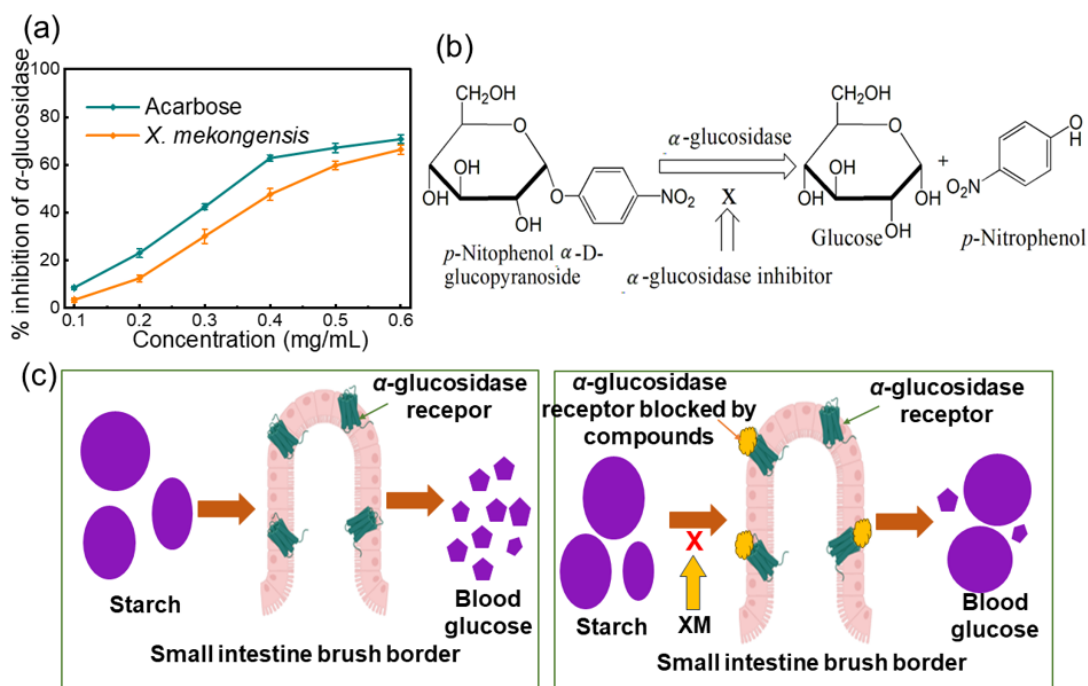 (a)
100
80
60
40
20
0
% inhibition of α-glucosidase
Acarbose
X. mekongensis
0.1 0.2 0.3 0.4 0.5 0.6
Concentration (mg/mL)
(b)
CH₂OH
O
OH
OH
OH
O
NO₂
p-Nitophenol α-D-
glucopyranoside
α-glucosidase
X
α-glucosidase inhibitor
CH₂OH
O
OH
OH
OH
OH
Glucose
+
O
H
O₂N
p-Nitrophenol
(c)
α-glucosidase
recepor
Starch
Blood
glucose
Small intestine brush border
α-glucosidase
receptor blocked by
compounds
α-glucosidase
receptor
X
Starch
XM
Blood
glucose
Small intestine brush border